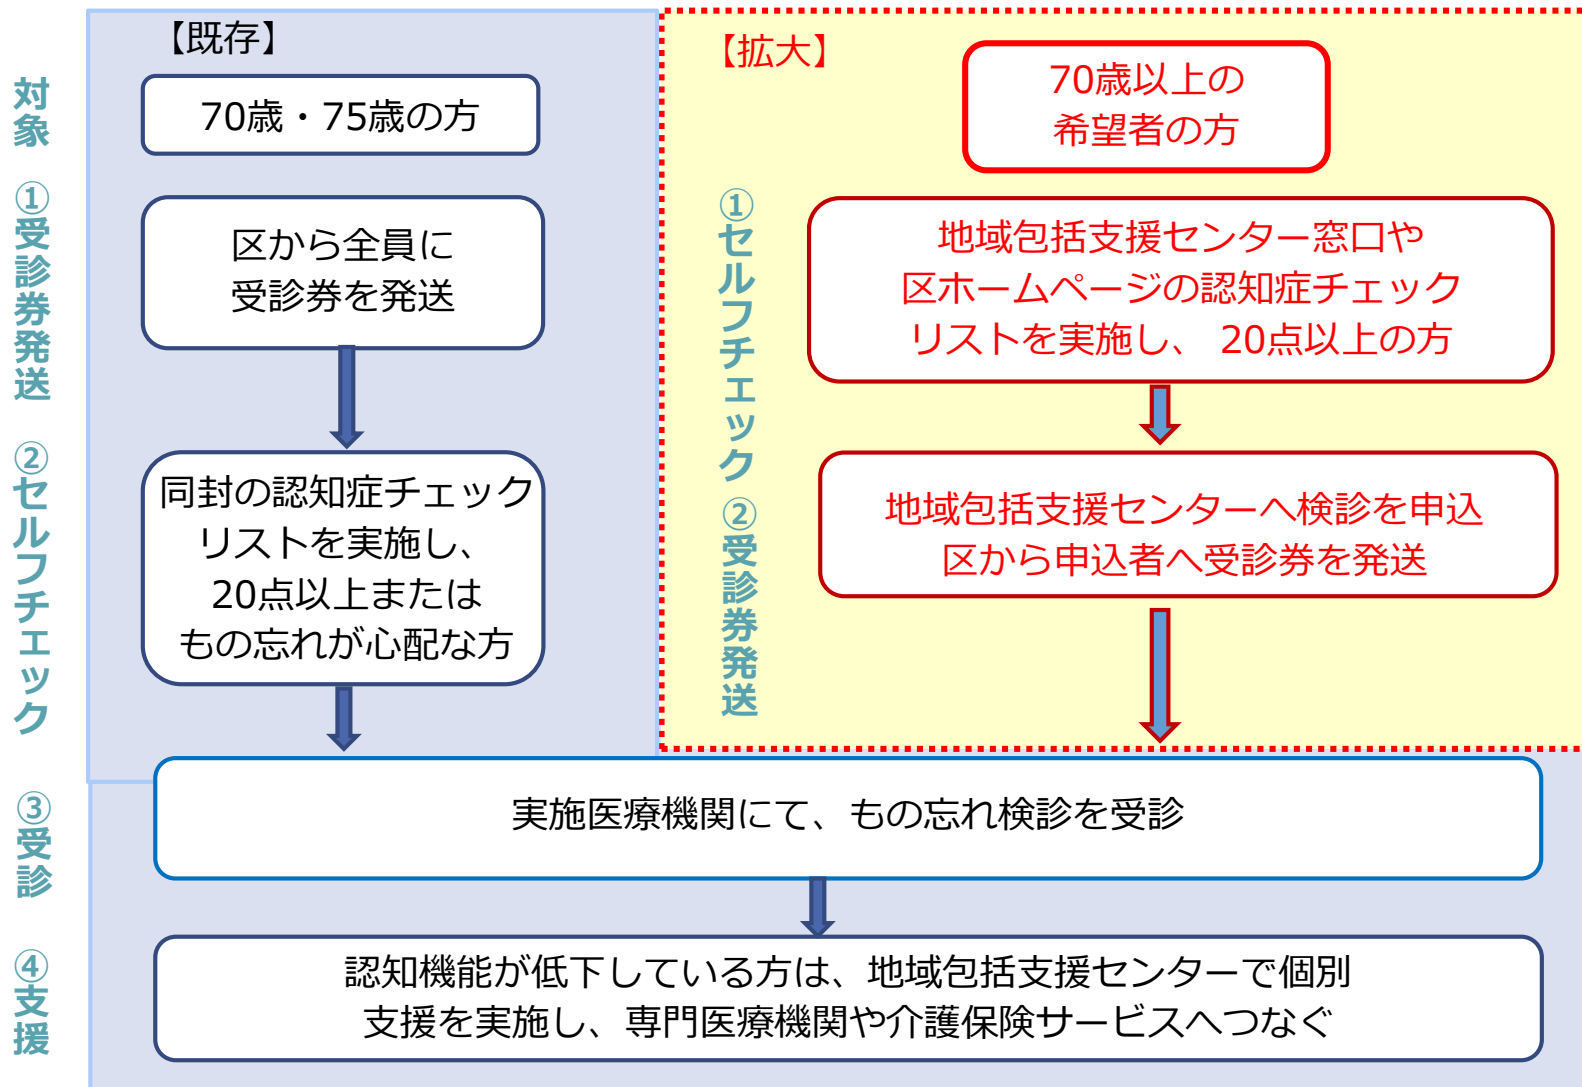 対象
①受診券発送
②セルフチェック
③受診
④支援
【既存】
70歳・75歳の方
区から全員に
受診券を発送
同封の認知症チェック
リストを実施し、
20点以上または
もの忘れが心配な方
【拡大】
70歳以上の
希望者の方
①セルフチェック
②受診券発送
地域包括支援センター窓口や
区ホームページの認知症チェック
リストを実施し、 20点以上の方
地域包括支援センターへ検診を申込
区から申込者へ受診券を発送
実施医療機関にて、もの忘れ検診を受診
認知機能が低下している方は、地域包括支援センターで個別
支援を実施し、専門医療機関や介護保険サービスへつなぐ